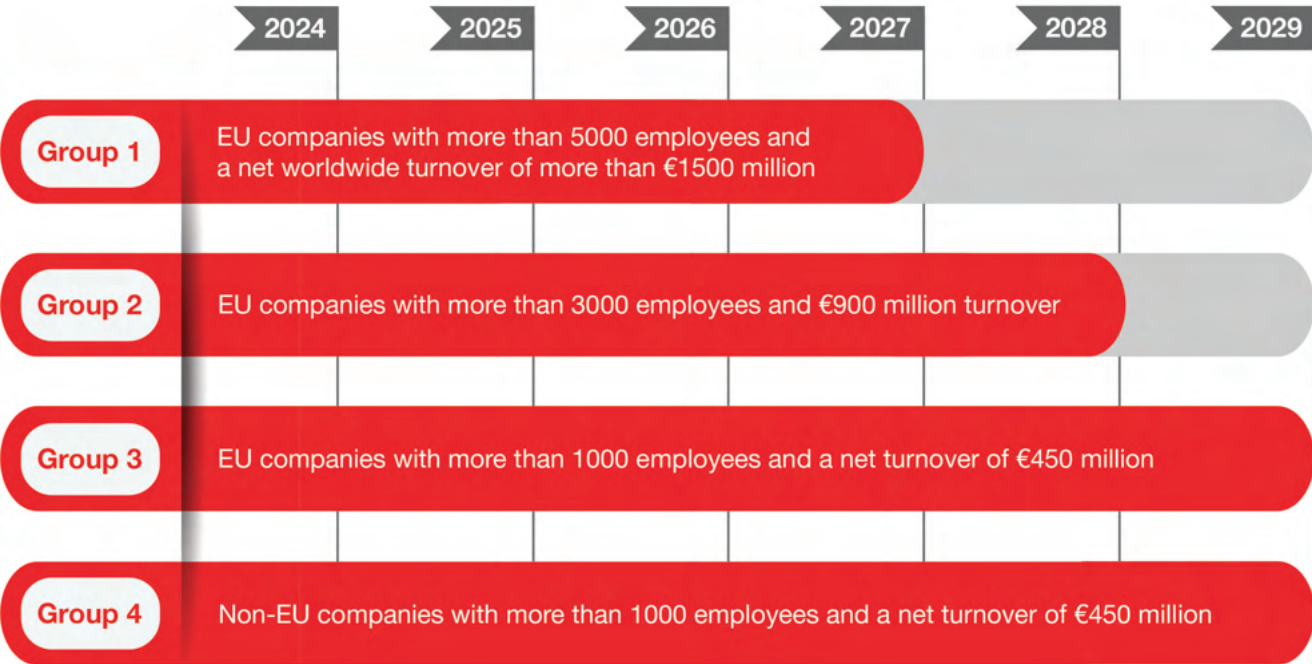 2024
2025
2026
2027
2028
2029
Group 1
EU companies with more than 5000 employees and
a net worldwide turnover of more than €1500 million
Group 2
EU companies with more than 3000 employees and €900 million turnover
Group 3
EU companies with more than 1000 employees and a net turnover of €450 million
Group 4
Non-EU companies with more than 1000 employees and a net turnover of €450 million